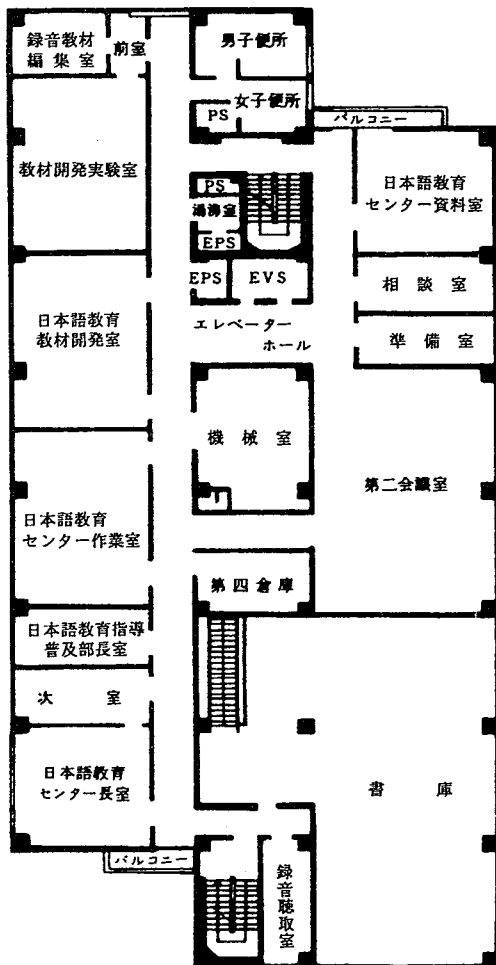 録音教材
編集室
前室
男子便所
女子便所
PS
バルコニー
教材開発実験室
日本語教育
センター資料室
PS
湯沸室
EPS
EPS
EVS
相談室
日本語教育
教材開発室
エレベーター
ホール
準備室
機械室
第二会議室
日本語教育
センター作業室
第四倉庫
日本語教育指導
普及部長室
次室
日本語教育
センター長室
書庫
バルコニー
録音聴取室